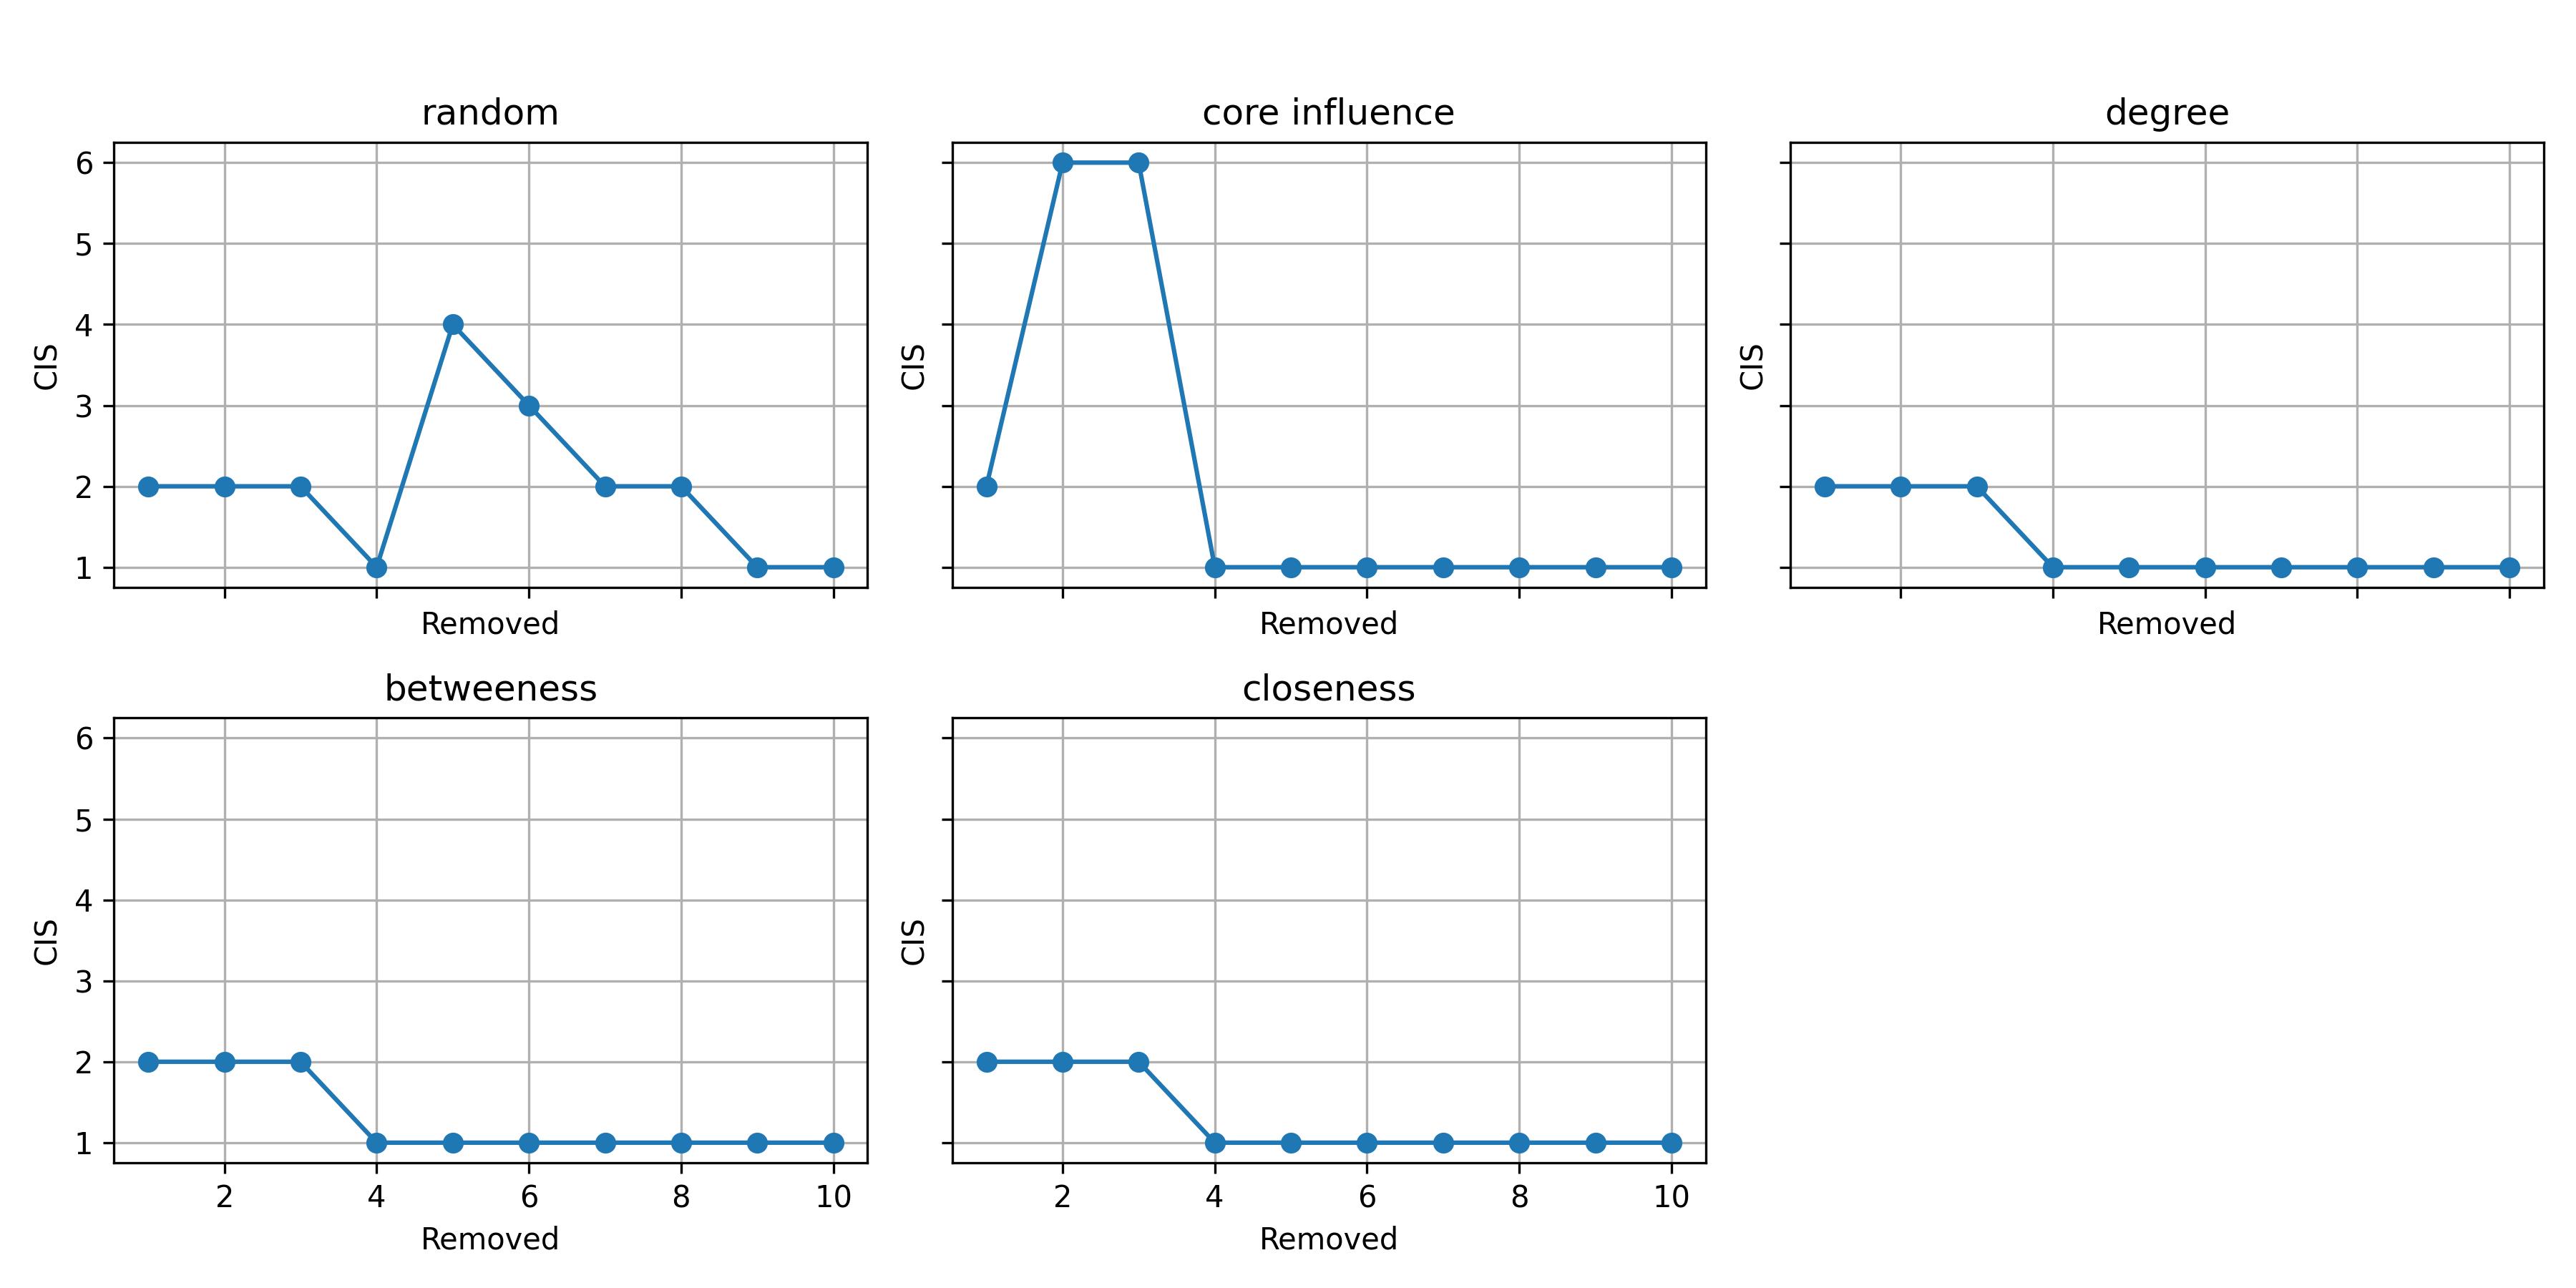 random
core influence
degree
6
5
4
3
2
1
CIS
CIS
CIS
Removed
Removed
Removed
betweeness
closeness
6
5
4
3
2
1
CIS
CIS
2 4 6 8 10
2 4 6 8 10
Removed
Removed